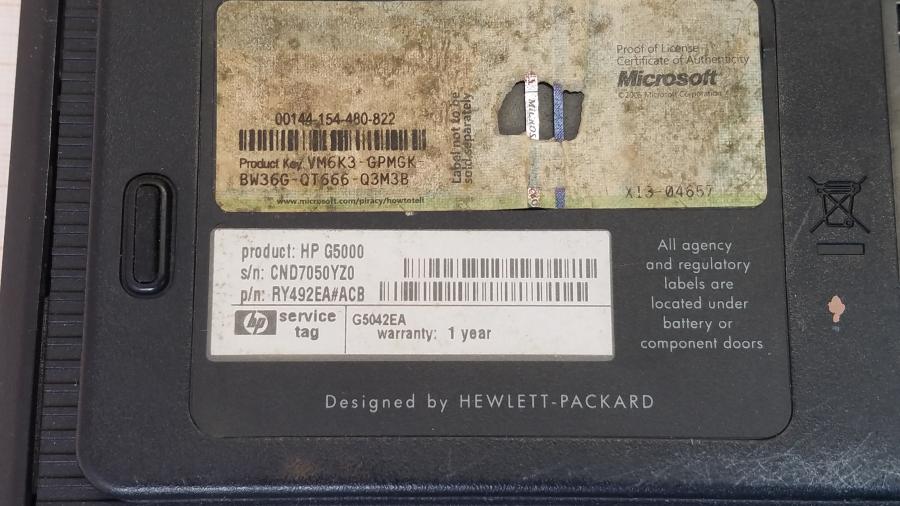 Proof of License
Certificate of Authenticity
Microsoft
©2005 Microsoft Corporation
00144-154-480-822
Label not to be
sold separately
Product Key VM6K3-GPMGK-
BW36G-QT666-Q3M3B
www.microsoft.com/piracy/howtotell
X13-04657
product: HP G5000
s/n: CND7050YZ0
p/n: RY492EA#ACB
hp service
tag
G5042EA
warranty: 1 year
All agency
and regulatory
labels are
located under
battery or
component doors
Designed by HEWLETT-PACKARD